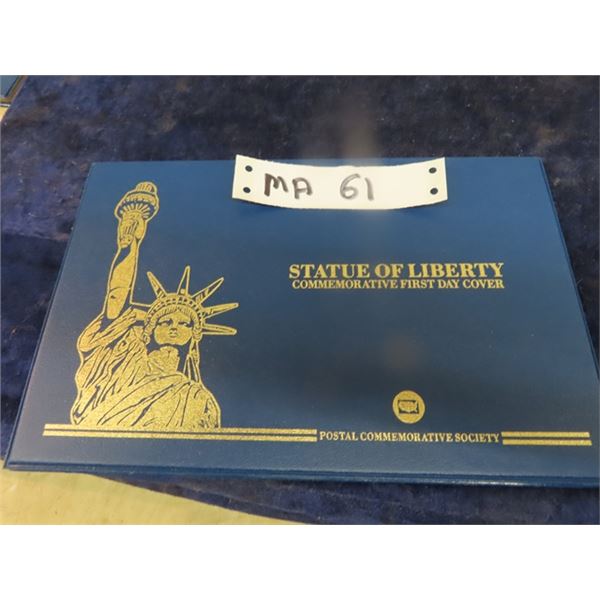 MA 61
STATUE OF LIBERTY
COMMEMORATIVE FIRST DAY COVER
POSTAL COMMEMORATIVE SOCIETY